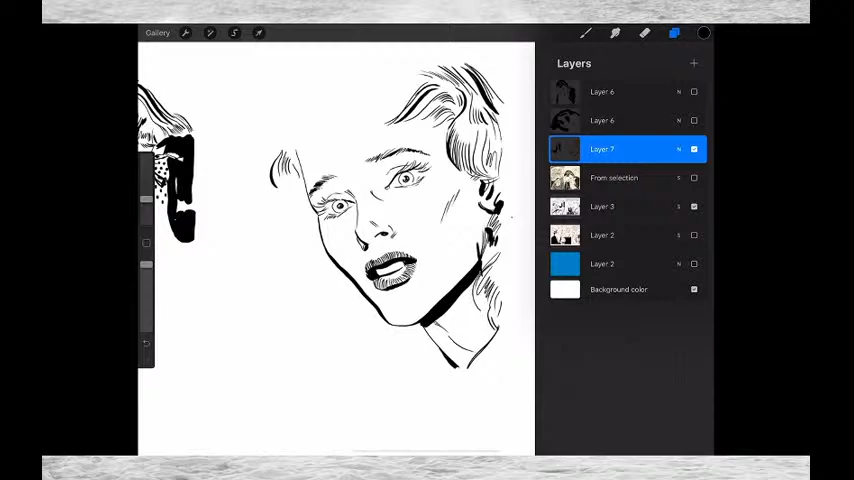 Gallery
Layers
Layer 6 N
Layer 6 N
Layer 7 N
From selection S
Layer 3 S
Layer 2 S
Layer 2 N
Background color